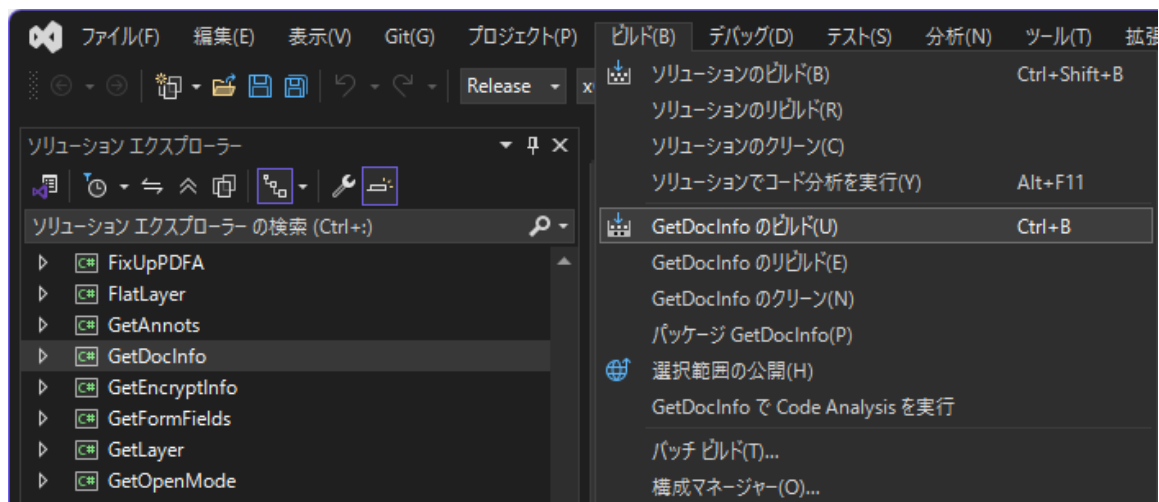 ファイル(F) 編集(E) 表示(V) Git(G) プロジェクト(P) ビルド(B) デバッグ(D) テスト(S) 分析(N) ツール(T) 拡張
Release
ソリューション エクスプローラー
ソリューション エクスプローラー の検索 (Ctrl+:)
C# FixUpPDFA
C# FlatLayer
C# GetAnnots
C# GetDocInfo
C# GetEncryptInfo
C# GetFormFields
C# GetLayer
C# GetOpenMode
ソリューションのビルド(B) Ctrl+Shift+B
ソリューションのリビルド(R)
ソリューションのクリーン(C)
ソリューションでコード分析を実行(Y) Alt+F11
GetDocInfo のビルド(U) Ctrl+B
GetDocInfo のリビルド(E)
GetDocInfo のクリーン(N)
パッケージ GetDocInfo(P)
選択範囲の公開(H)
GetDocInfo で Code Analysis を実行
バッチ ビルド(T)...
構成マネージャー(O)...